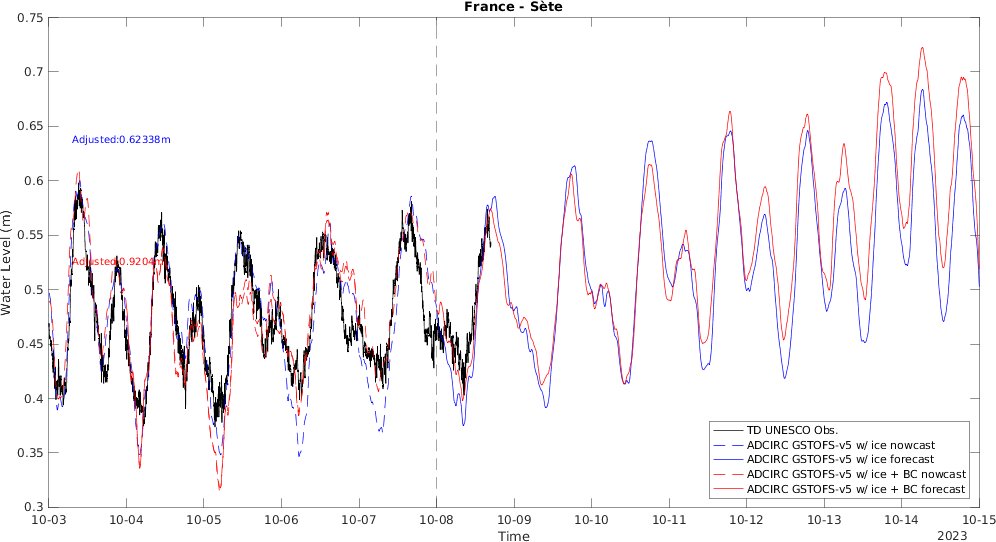 France - Sète
Water Level (m)
0.75
0.7
0.65
0.6
0.55
0.5
0.45
0.4
0.35
0.3
Adjusted:0.62338m
Adjusted:0.9204m
TD UNESCO Obs.
ADCIRC GSTOFS-v5 w/ ice nowcast
ADCIRC GSTOFS-v5 w/ ice forecast
ADCIRC GSTOFS-v5 w/ ice + BC nowcast
ADCIRC GSTOFS-v5 w/ ice + BC forecast
10-03 10-04 10-05 10-06 10-07 10-08 10-09 10-10 10-11 10-12 10-13 10-14 10-15
Time
2023